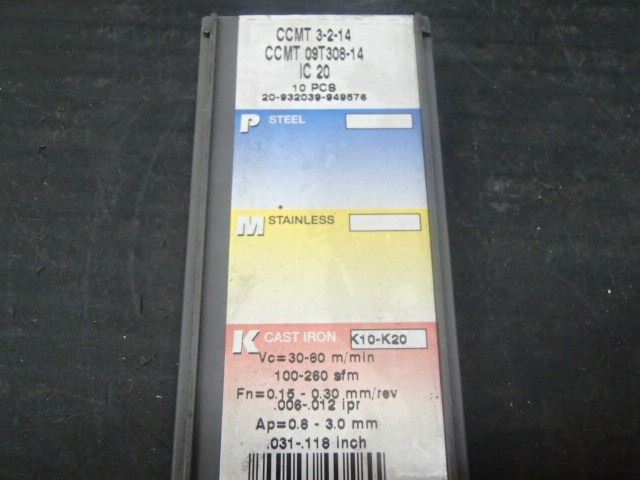 CCMT 3-2-14
CCMT 09T308-14
IC 20
10 PCS
20-932039-949576
P STEEL
M STAINLESS
K CAST IRON K10-K20
Vc=30-80 m/min
100-260 sfm
Fn=0.15 - 0.30 mm/rev
.006-.012 ipr
Ap=0.8 - 3.0 mm
.031-.118 inch